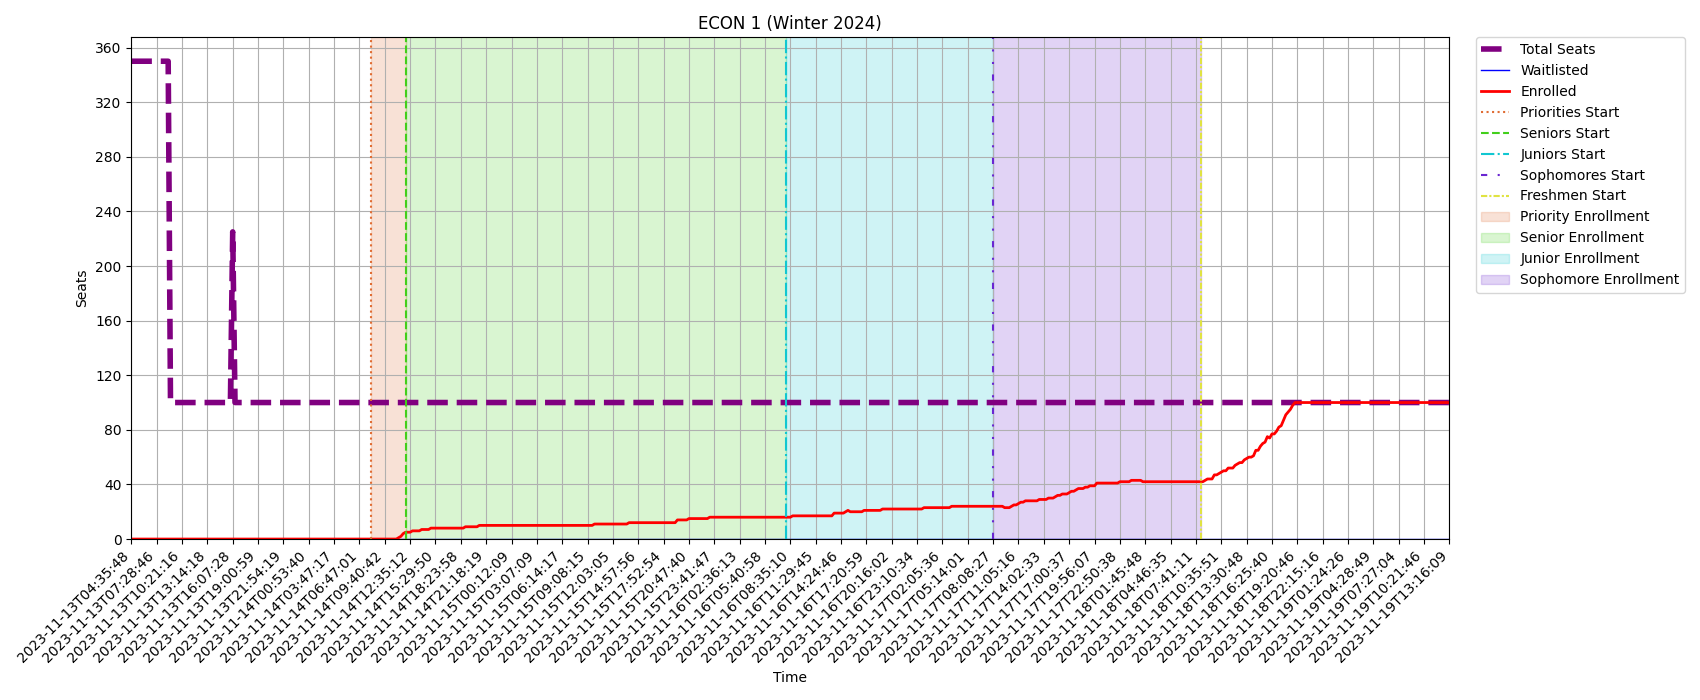 ECON 1 (Winter 2024)
360
320
280
240
200
160
120
80
40
0
Seats
2023-11-13T04:35:48
2023-11-13T07:28:46
2023-11-13T10:21:16
2023-11-13T13:14:18
2023-11-13T16:07:28
2023-11-13T19:00:59
2023-11-13T21:54:19
2023-11-14T00:53:40
2023-11-14T03:47:17
2023-11-14T06:47:01
2023-11-14T09:40:42
2023-11-14T12:35:12
2023-11-14T15:29:50
2023-11-14T18:23:58
2023-11-14T21:18:19
2023-11-15T00:12:09
2023-11-15T03:07:09
2023-11-15T06:14:17
2023-11-15T09:08:15
2023-11-15T12:03:05
2023-11-15T14:57:56
2023-11-15T17:52:54
2023-11-15T20:47:40
2023-11-15T23:41:47
2023-11-16T02:36:13
2023-11-16T05:40:58
2023-11-16T08:35:10
2023-11-16T11:29:45
2023-11-16T14:24:46
2023-11-16T17:20:59
2023-11-16T20:16:02
2023-11-16T23:10:34
2023-11-17T02:05:36
2023-11-17T05:14:01
2023-11-17T08:08:27
2023-11-17T11:05:16
2023-11-17T14:02:33
2023-11-17T17:00:37
2023-11-17T19:56:07
2023-11-17T22:50:38
2023-11-18T01:45:48
2023-11-18T04:46:35
2023-11-18T07:41:11
2023-11-18T10:35:51
2023-11-18T13:30:48
2023-11-18T16:25:40
2023-11-18T19:20:46
2023-11-18T22:15:16
2023-11-19T01:24:26
2023-11-19T04:28:49
2023-11-19T07:27:04
2023-11-19T10:21:46
2023-11-19T13:16:09
Time
Total Seats
Waitlisted
Enrolled
Priorities Start
Seniors Start
Juniors Start
Sophomores Start
Freshmen Start
Priority Enrollment
Senior Enrollment
Junior Enrollment
Sophomore Enrollment